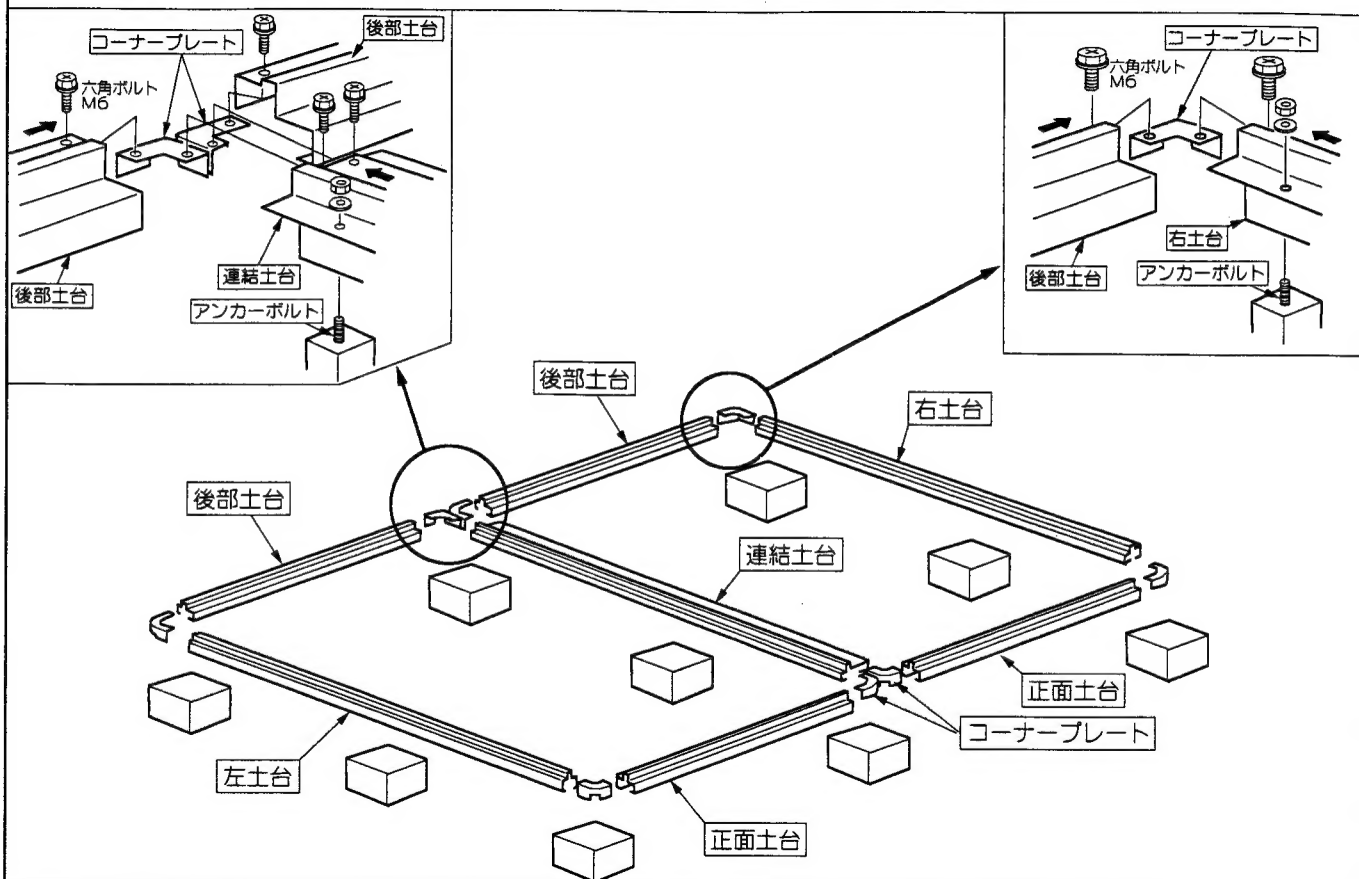 コーナープレート
後部土台
六角ボルト
M6
連結土台
後部土台
アンカーボルト
コーナープレート
六角ボルト
M6
右土台
後部土台
アンカーボルト
後部土台
右土台
後部土台
連結土台
正面土台
コーナープレート
左土台
正面土台